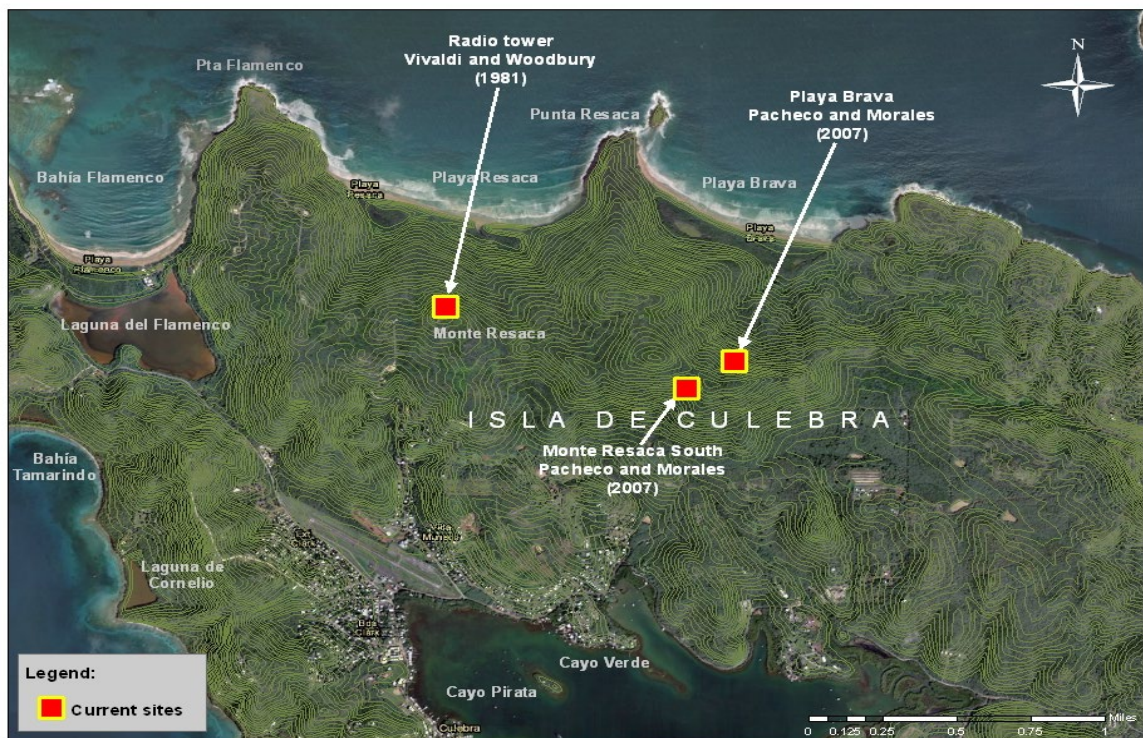 Radio tower
Vivaldi and Woodbury
(1981)
N
Pta Flamenco
Punta Resaca
Playa Brava
Pacheco and Morales
(2007)
Bahía Flamenco
Playa Resaca
Playa Resaca
Playa Brava
Playa Brava
Playa Flamenco
Laguna del Flamenco
Monte Resaca
ISLA DE CULEBRA
Monte Resaca South
Pacheco and Morales
(2007)
Bahía
Tamarindo
Laguna de
Cornelio
Clark
Cayo Verde
Cayo Pirata
Culebra
Legend:
Current sites
Miles
0 0.125 0.25 0.5 0.75 1